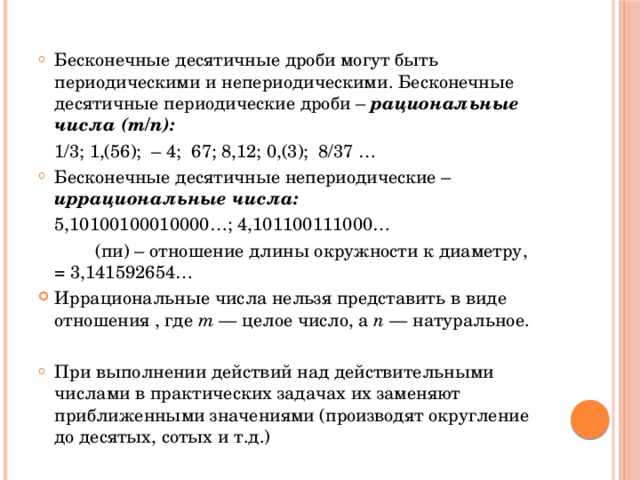 Бесконечные десятичные дроби могут быть
периодическими и непериодическими. Бесконечные
десятичные периодические дроби – рациональные
числа (m/n):
1/3; 1,(56); – 4; 67; 8,12; 0,(3); 8/37 …
Бесконечные десятичные непериодические –
иррациональные числа:
5,10100100010000…; 4,101100111000…
(пи) – отношение длины окружности к диаметру,
= 3,141592654…
Иррациональные числа нельзя представить в виде
отношения , где m — целое число, а n — натуральное.
При выполнении действий над действительными
числами в практических задачах их заменяют
приближенными значениями (производят округление
до десятых, сотых и т.д.)